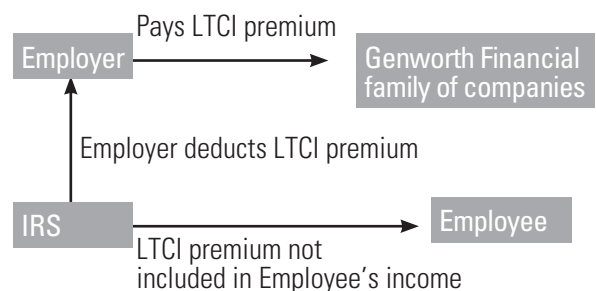 Pays LTCI premium
Employer
Genworth Financial
family of companies
Employer deducts LTCI premium
IRS
Employee
LTCI premium not
included in Employee's income